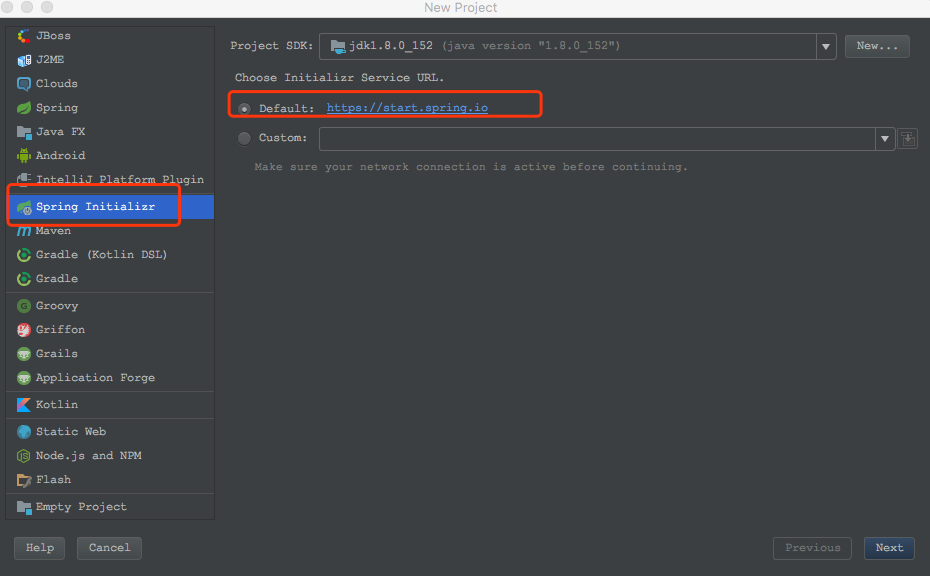 New Project
JBoss
J2ME
Clouds
Spring
Java FX
Android
IntelliJ Platform Plugin
Spring Initializr
Maven
Gradle (Kotlin DSL)
Gradle
Groovy
Griffon
Grails
Application Forge
Kotlin
Static Web
Node.js and NPM
Flash
Empty Project
Project SDK: jdk1.8.0_152 (java version "1.8.0_152") New...
Choose Initializr Service URL.
Default: https://start.spring.io
Custom:
Make sure your network connection is active before continuing.
Help Cancel Previous Next